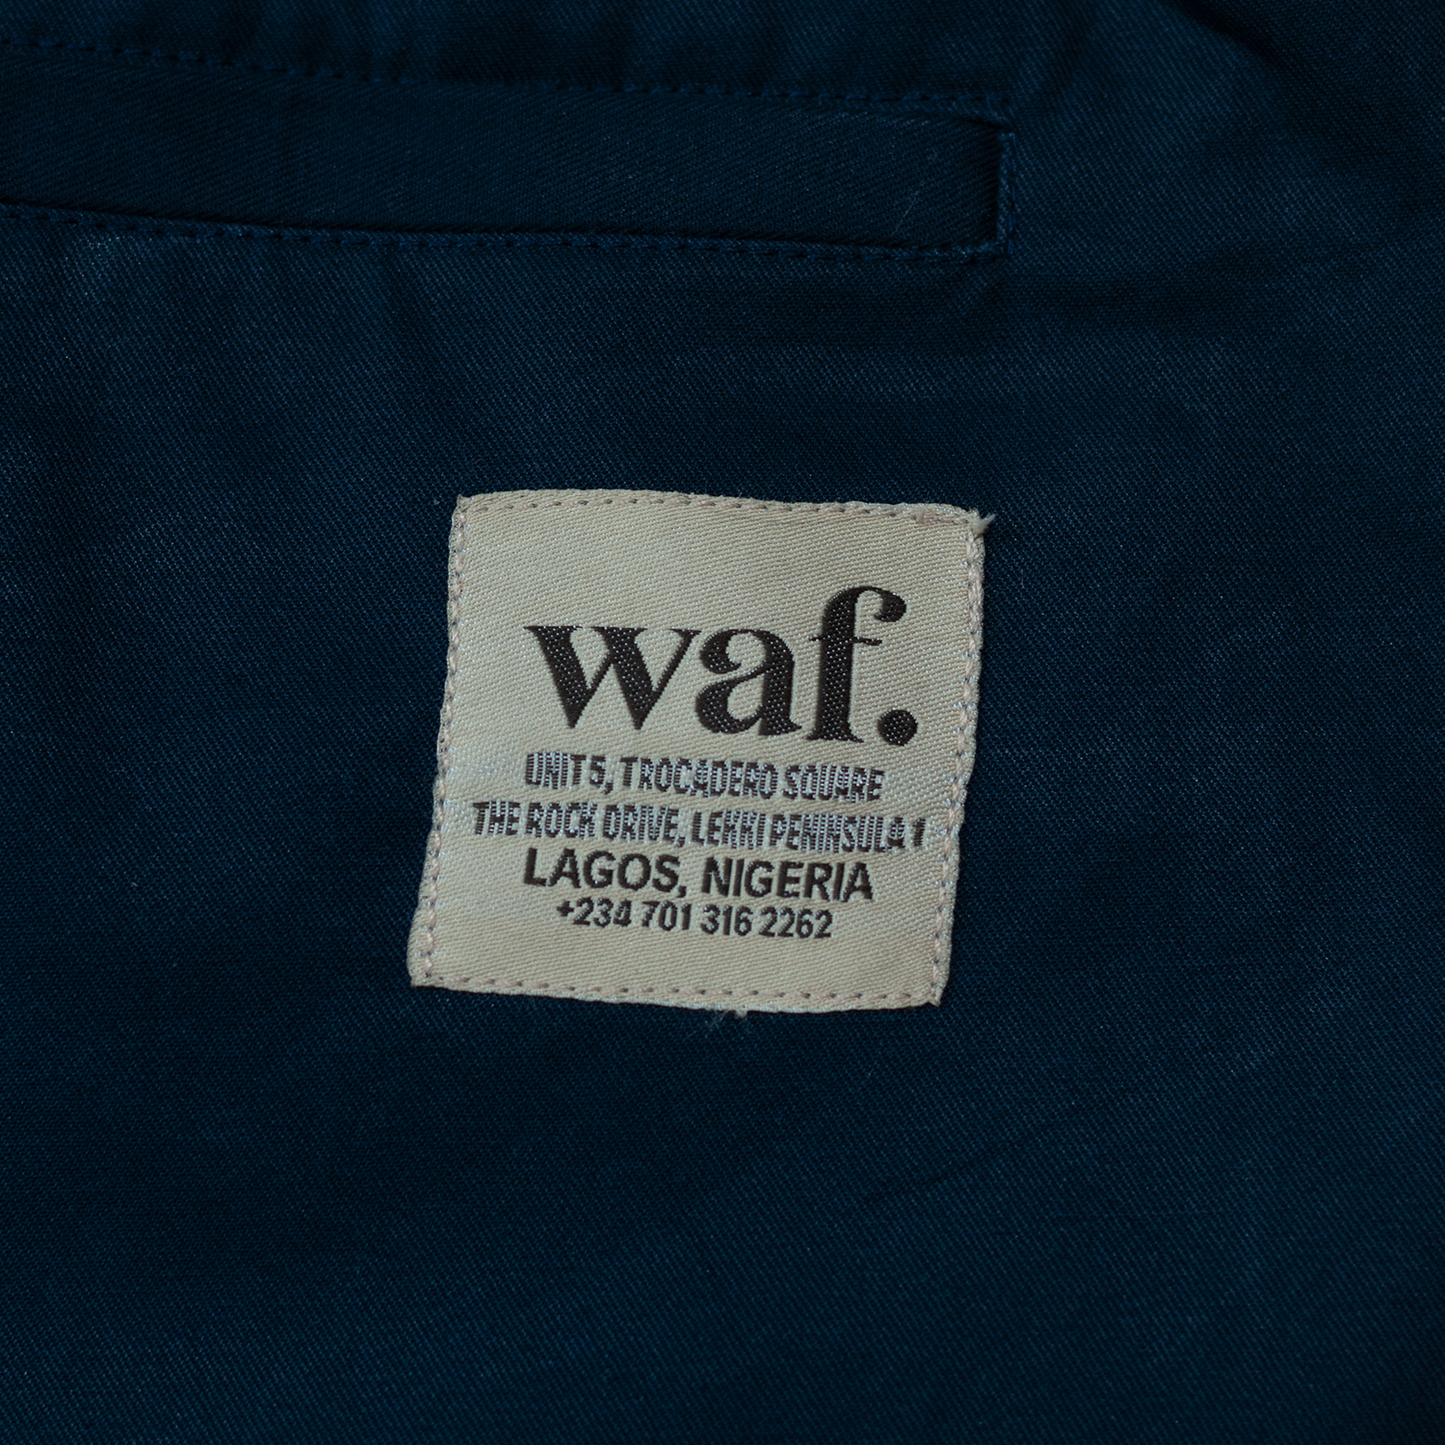 waf.
UNIT 5, TROCADERO SQUARE
THE ROCK DRIVE, LEKKI PENINSULA 1
LAGOS, NIGERIA
+234 701 316 2262